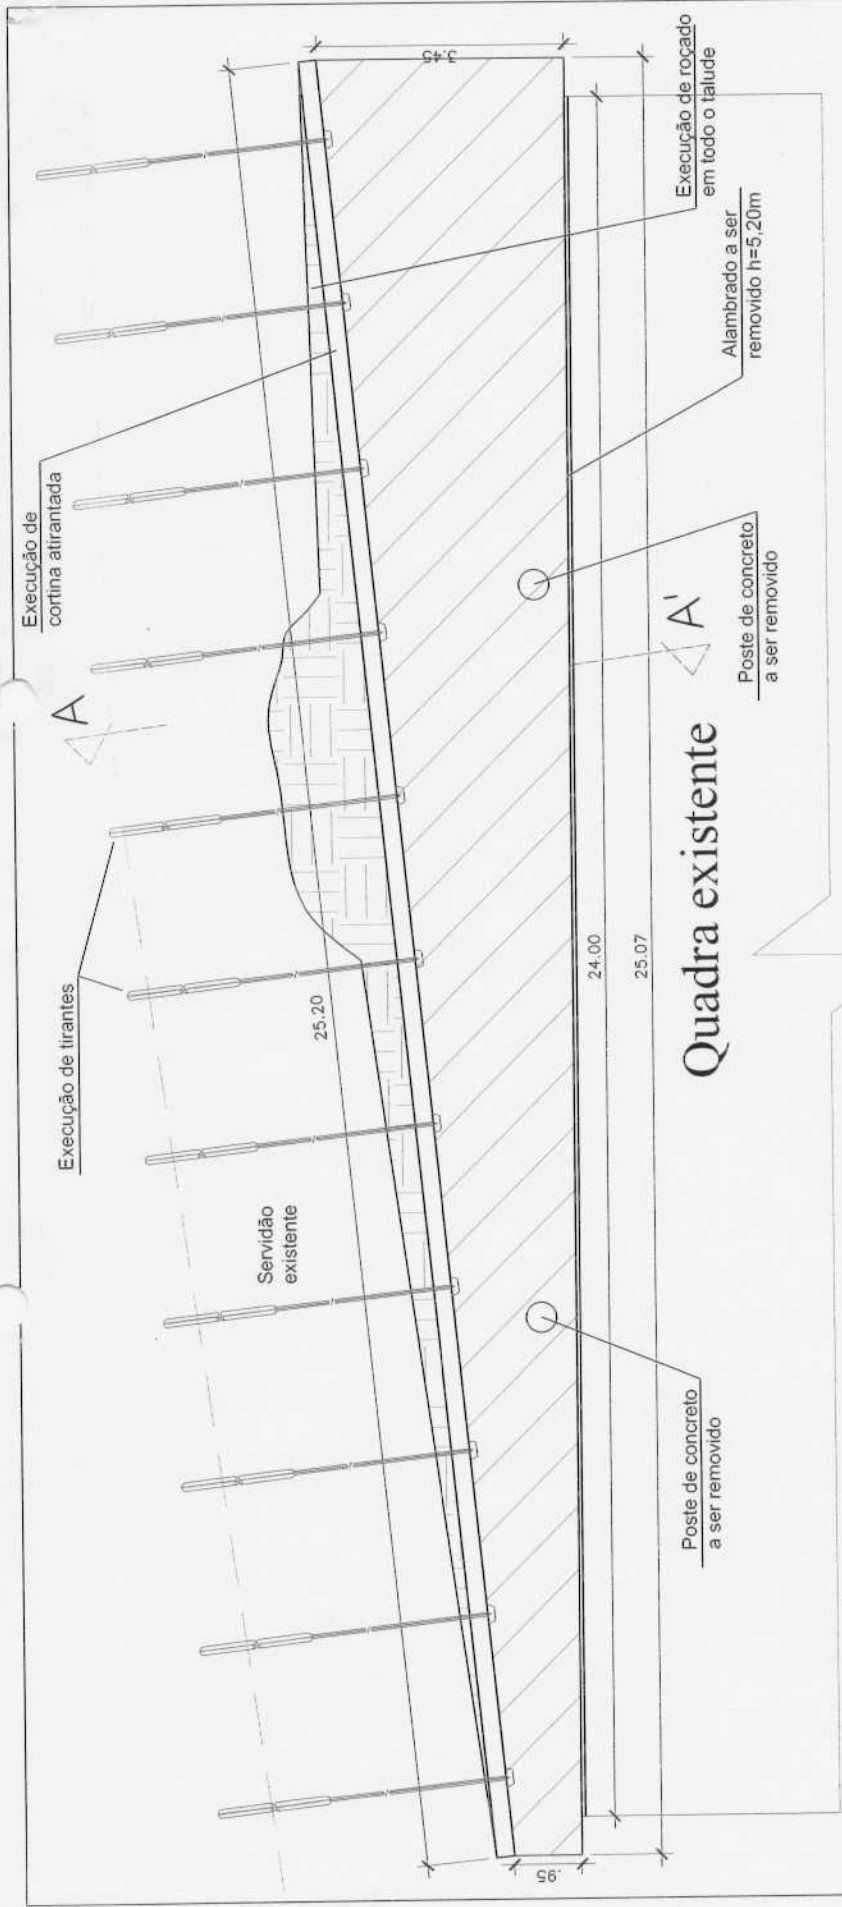 Execução de
cortina atirantada
Execução de tirantes
A
Servidão
existente
25.20
3.45
.95
Execução de roçado
em todo o talude
Alambrado a ser
removido h=5,20m
Poste de concreto
a ser removido
A'
Quadra existente
24.00
25.07
Poste de concreto
a ser removido